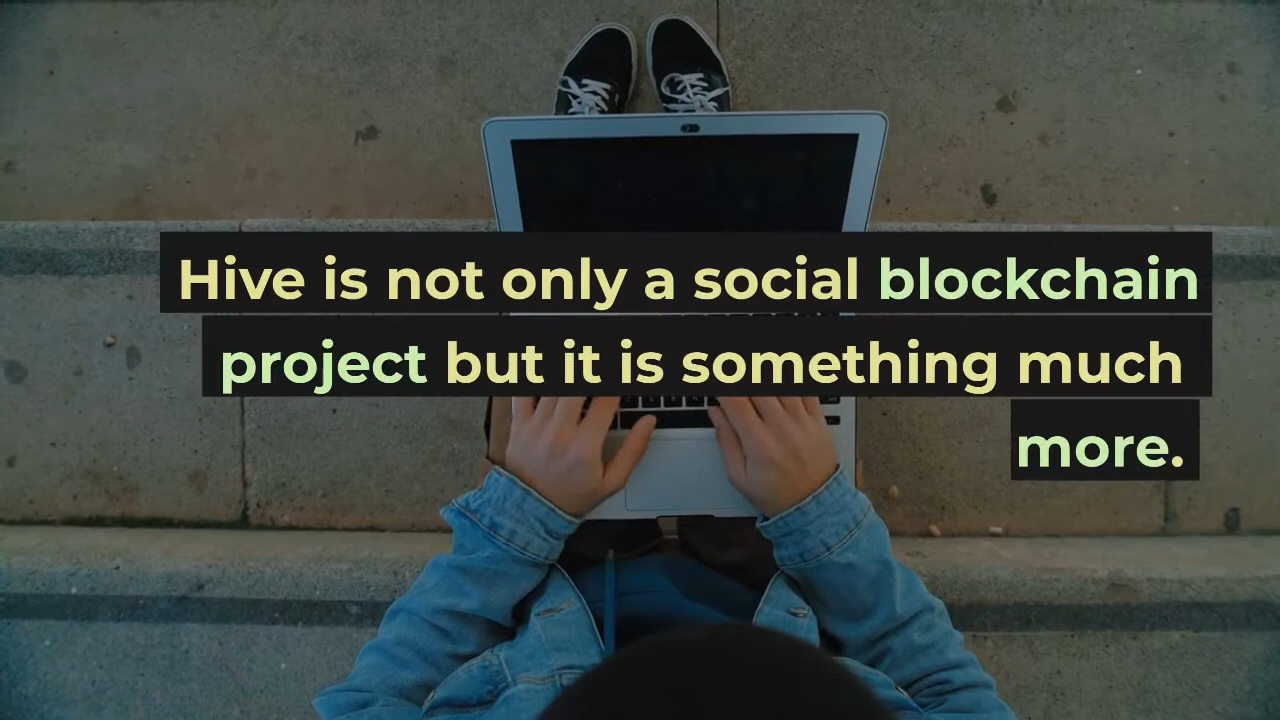 Hive is not only a social blockchain
project but it is something much
more.